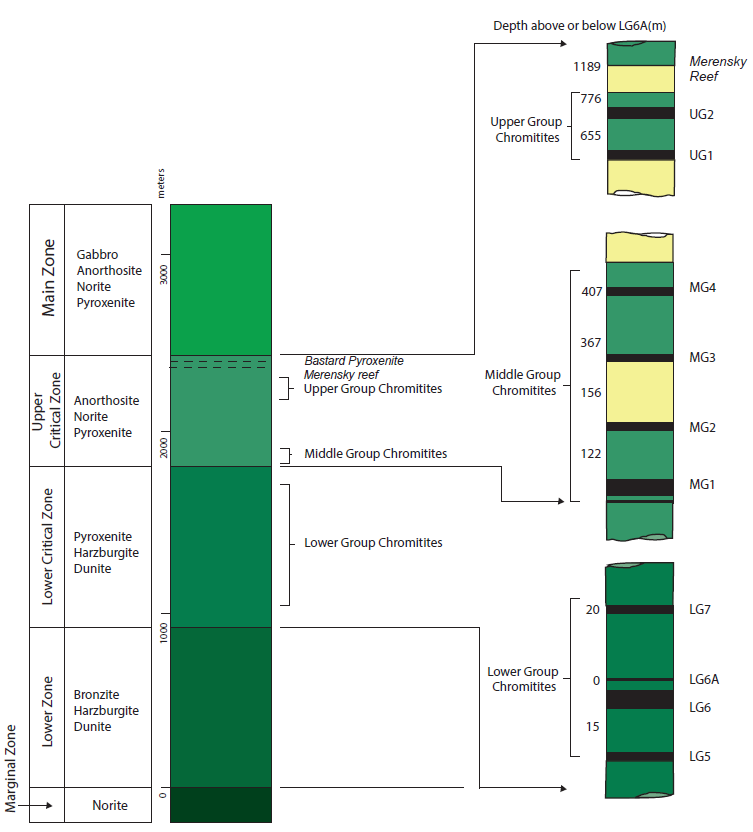 Depth above or below LG6A(m)
1189
Merensky
Reef
776
UG2
Upper Group
Chromitites
655
UG1
meters
3000
2000
1000
0
Main Zone
Gabbro
Anorthosite
Norite
Pyroxenite
Upper
Critical Zone
Anorthosite
Norite
Pyroxenite
Bastard Pyroxenite
Merensky reef
Upper Group Chromitites
Middle Group Chromitites
Lower Critical Zone
Pyroxenite
Harzburgite
Dunite
Lower Group Chromitites
Lower Zone
Bronzite
Harzburgite
Dunite
Marginal Zone
Norite
407
MG4
367
MG3
Middle Group
Chromitites
156
MG2
122
MG1
20
LG7
Lower Group
Chromitites
0
LG6A
LG6
15
LG5